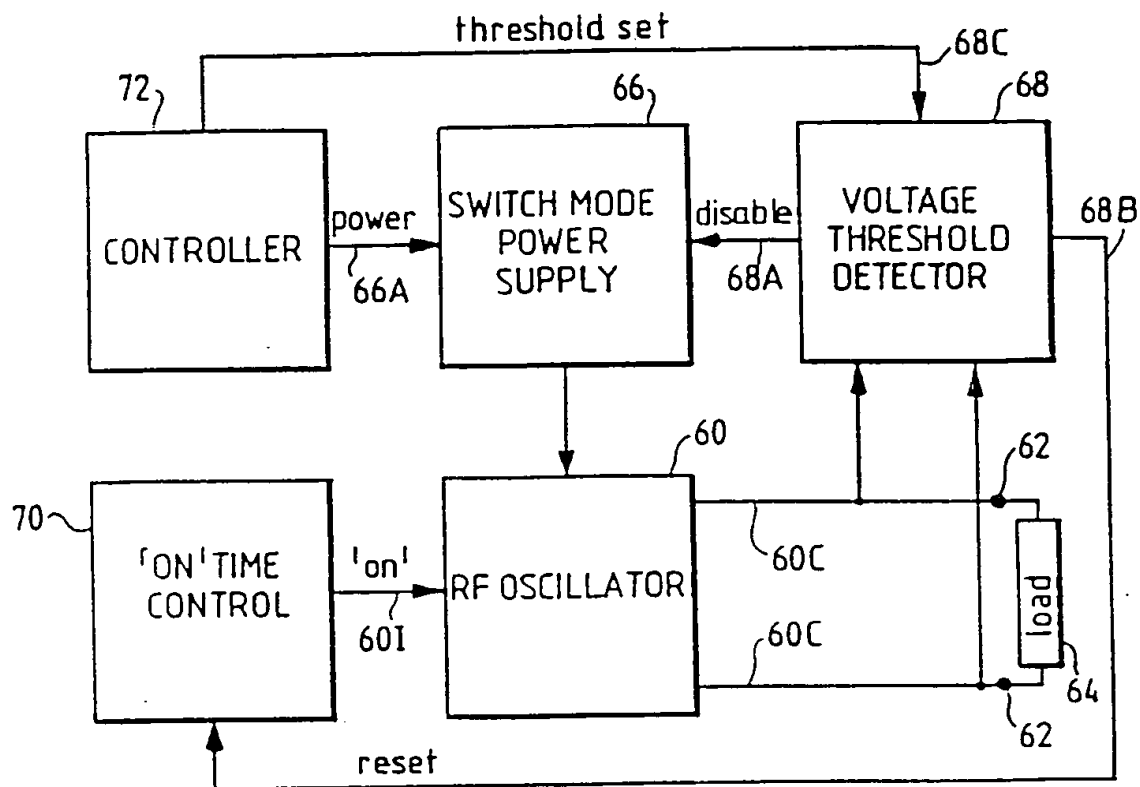 threshold set
68C
72
66
68
CONTROLLER
power
66A
SWITCH MODE
POWER
SUPPLY
disable
68A
VOLTAGE
THRESHOLD
DETECTOR
68B
70
'ON' TIME
CONTROL
'on'
60I
60
RF OSCILLATOR
60C
60C
62
load
64
62
reset